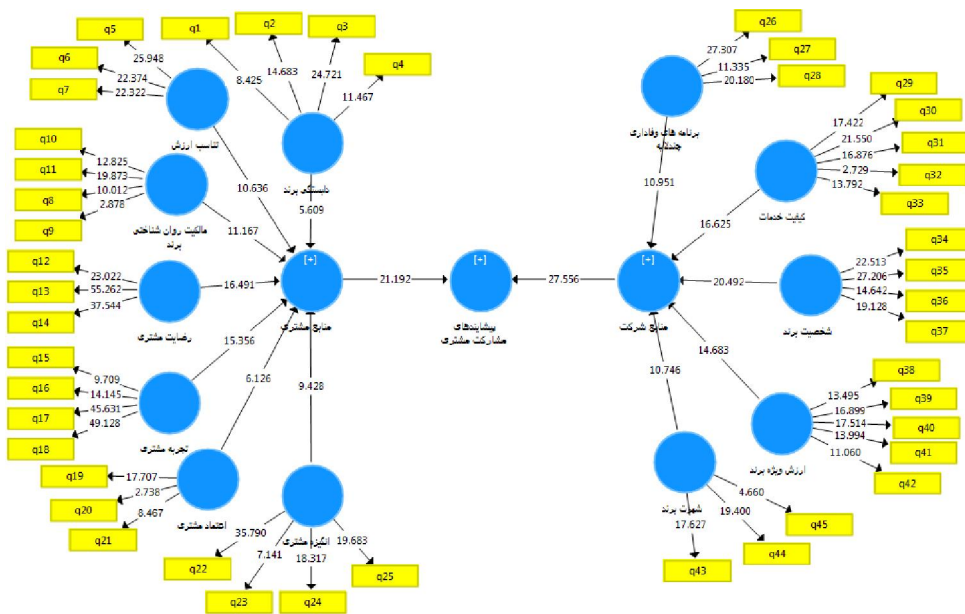 q5
q1
q2
q3
q4
q6
q7
25.948
22.374
22.322
8.425
14.683
24.721
11.467
تناسب ارزش
10.636
دلبستگی برند
5.609
q10
q11
q8
q9
12.825
19.873
10.012
2.878
مالکیت روان شناختی
برند
11.167
q12
q13
q14
23.022
55.262
37.544
رضایت مشتری
16.491
[+]
منابع مشتری
21.192
q15
q16
q17
q18
9.709
14.145
45.631
49.128
تجربه مشتری
15.356
q19
q20
q21
17.707
2.738
8.467
اعتماد مشتری
6.126
9.428
انگیزه مشتری
q22
q23
q24
q25
35.790
7.141
18.317
19.683
[+]
پیشایندهای
مشارکت مشتری
27.556
[+]
منابع شرکت
q26
q27
q28
27.307
11.335
20.180
برنامه های وفاداری
چندلایه
10.951
q29
q30
q31
q32
q33
17.422
21.550
16.876
2.729
13.792
کیفیت خدمات
16.625
q34
q35
q36
q37
22.513
27.206
14.642
19.128
شخصیت برند
20.492
q38
q39
q40
q41
q42
13.495
16.899
17.514
13.994
11.060
ارزش ویژه برند
14.683
10.746
شهرت برند
4.660
19.400
17.627
q45
q44
q43